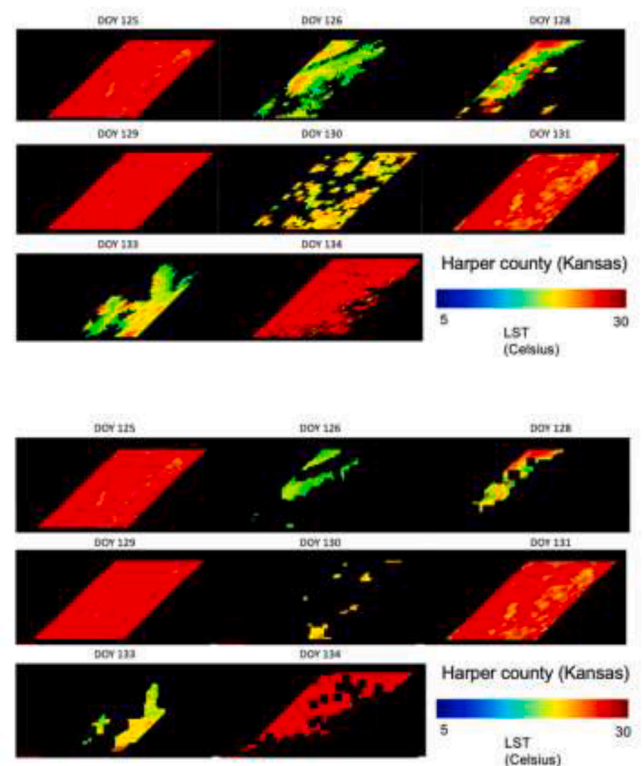 DOY 125 DOY 126 DOY 128
DOY 129 DOY 130 DOY 131
DOY 133 DOY 134
Harper county (Kansas)
5 30
LST
(Celsius)
DOY 125 DOY 126 DOY 128
DOY 129 DOY 130 DOY 131
DOY 133 DOY 134
Harper county (Kansas)
5 30
LST
(Celsius)